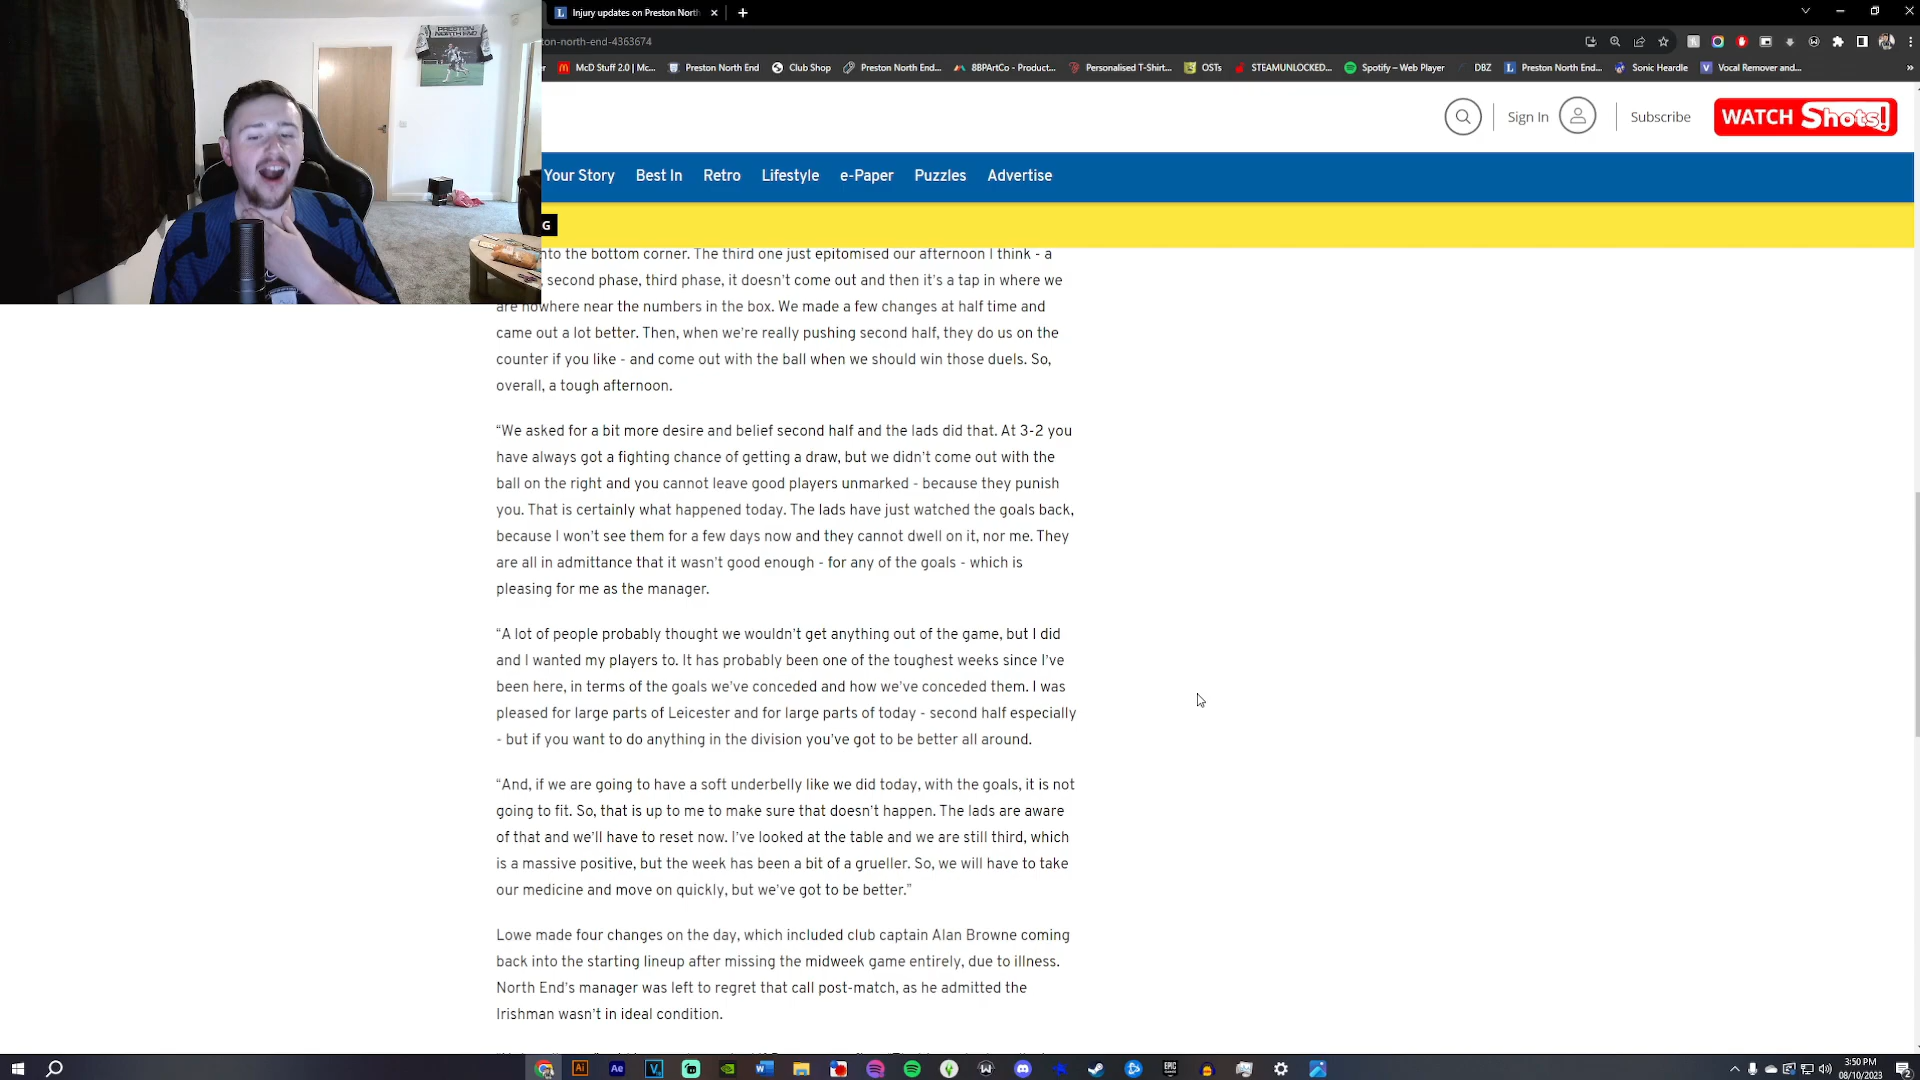 Injury updates on Preston North
ton-north-end-4363674
McD Stuff 2.0 | Mc...
Preston North End
Club Shop
Preston North End...
8BPArtCo - Product...
Personalised T-Shirt...
OSTs
STEAMUNLOCKED...
Spotify – Web Player
DBZ
Preston North End...
Sonic Heardle
Vocal Remover and...
PRESTON
NORTH END
Sign In
Subscribe
WATCH Shots!
Your Story
Best In
Retro
Lifestyle
e-Paper
Puzzles
Advertise
G
nto the bottom corner. The third one just epitomised our afternoon I think - a
second phase, third phase, it doesn't come out and then it's a tap in where we
are nowhere near the numbers in the box. We made a few changes at half time and
came out a lot better. Then, when we're really pushing second half, they do us on the
counter if you like - and come out with the ball when we should win those duels. So,
overall, a tough afternoon.
“We asked for a bit more desire and belief second half and the lads did that. At 3-2 you
have always got a fighting chance of getting a draw, but we didn't come out with the
ball on the right and you cannot leave good players unmarked - because they punish
you. That is certainly what happened today. The lads have just watched the goals back,
because I won't see them for a few days now and they cannot dwell on it, nor me. They
are all in admittance that it wasn't good enough - for any of the goals - which is
pleasing for me as the manager.
“A lot of people probably thought we wouldn't get anything out of the game, but I did
and I wanted my players to. It has probably been one of the toughest weeks since I've
been here, in terms of the goals we've conceded and how we've conceded them. I was
pleased for large parts of Leicester and for large parts of today - second half especially
- but if you want to do anything in the division you've got to be better all around.
“And, if we are going to have a soft underbelly like we did today, with the goals, it is not
going to fit. So, that is up to me to make sure that doesn't happen. The lads are aware
of that and we'll have to reset now. I've looked at the table and we are still third, which
is a massive positive, but the week has been a bit of a grueller. So, we will have to take
our medicine and move on quickly, but we've got to be better.”
Lowe made four changes on the day, which included club captain Alan Browne coming
back into the starting lineup after missing the midweek game entirely, due to illness.
North End's manager was left to regret that call post-match, as he admitted the
Irishman wasn't in ideal condition.
3:50 PM
08/10/2023